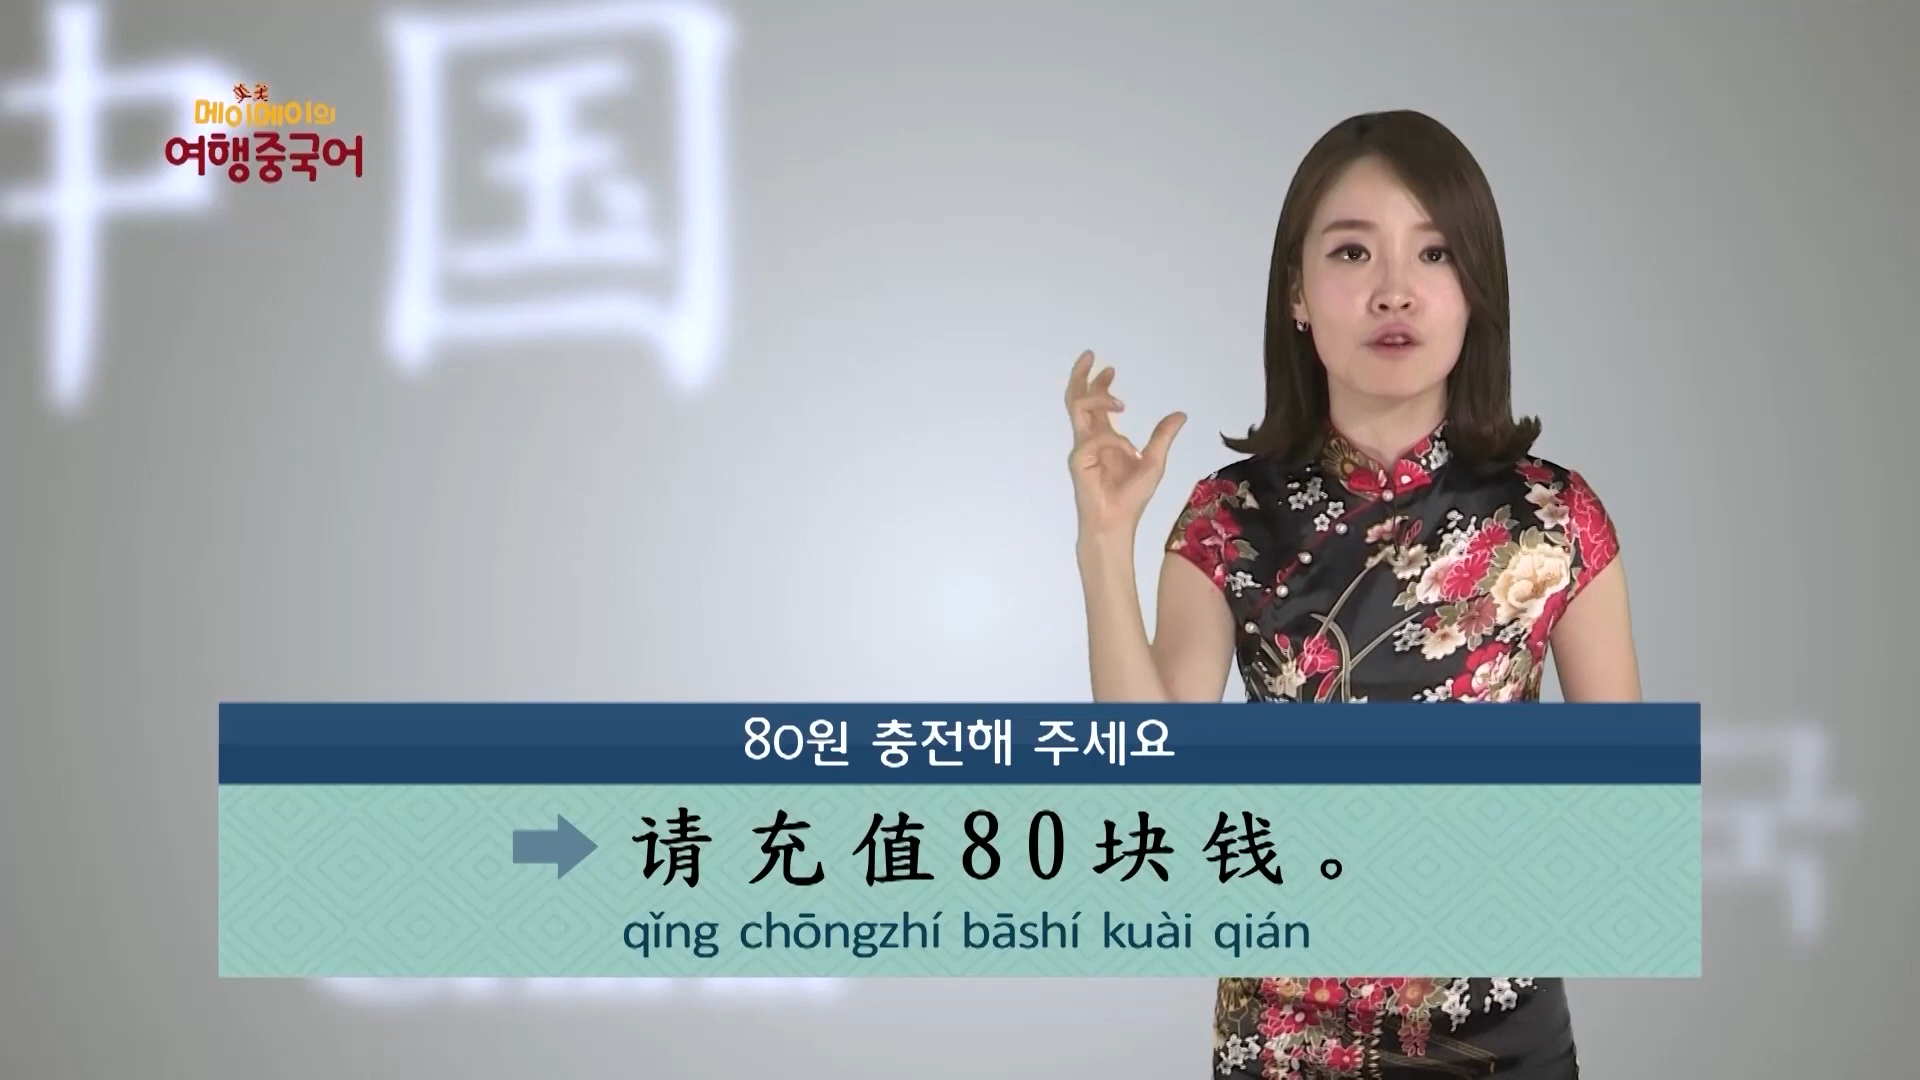 中国
메이메이의
여행중국어
80원 충전해 주세요
请充值80块钱。
qǐng chōngzhí bāshí kuài qián